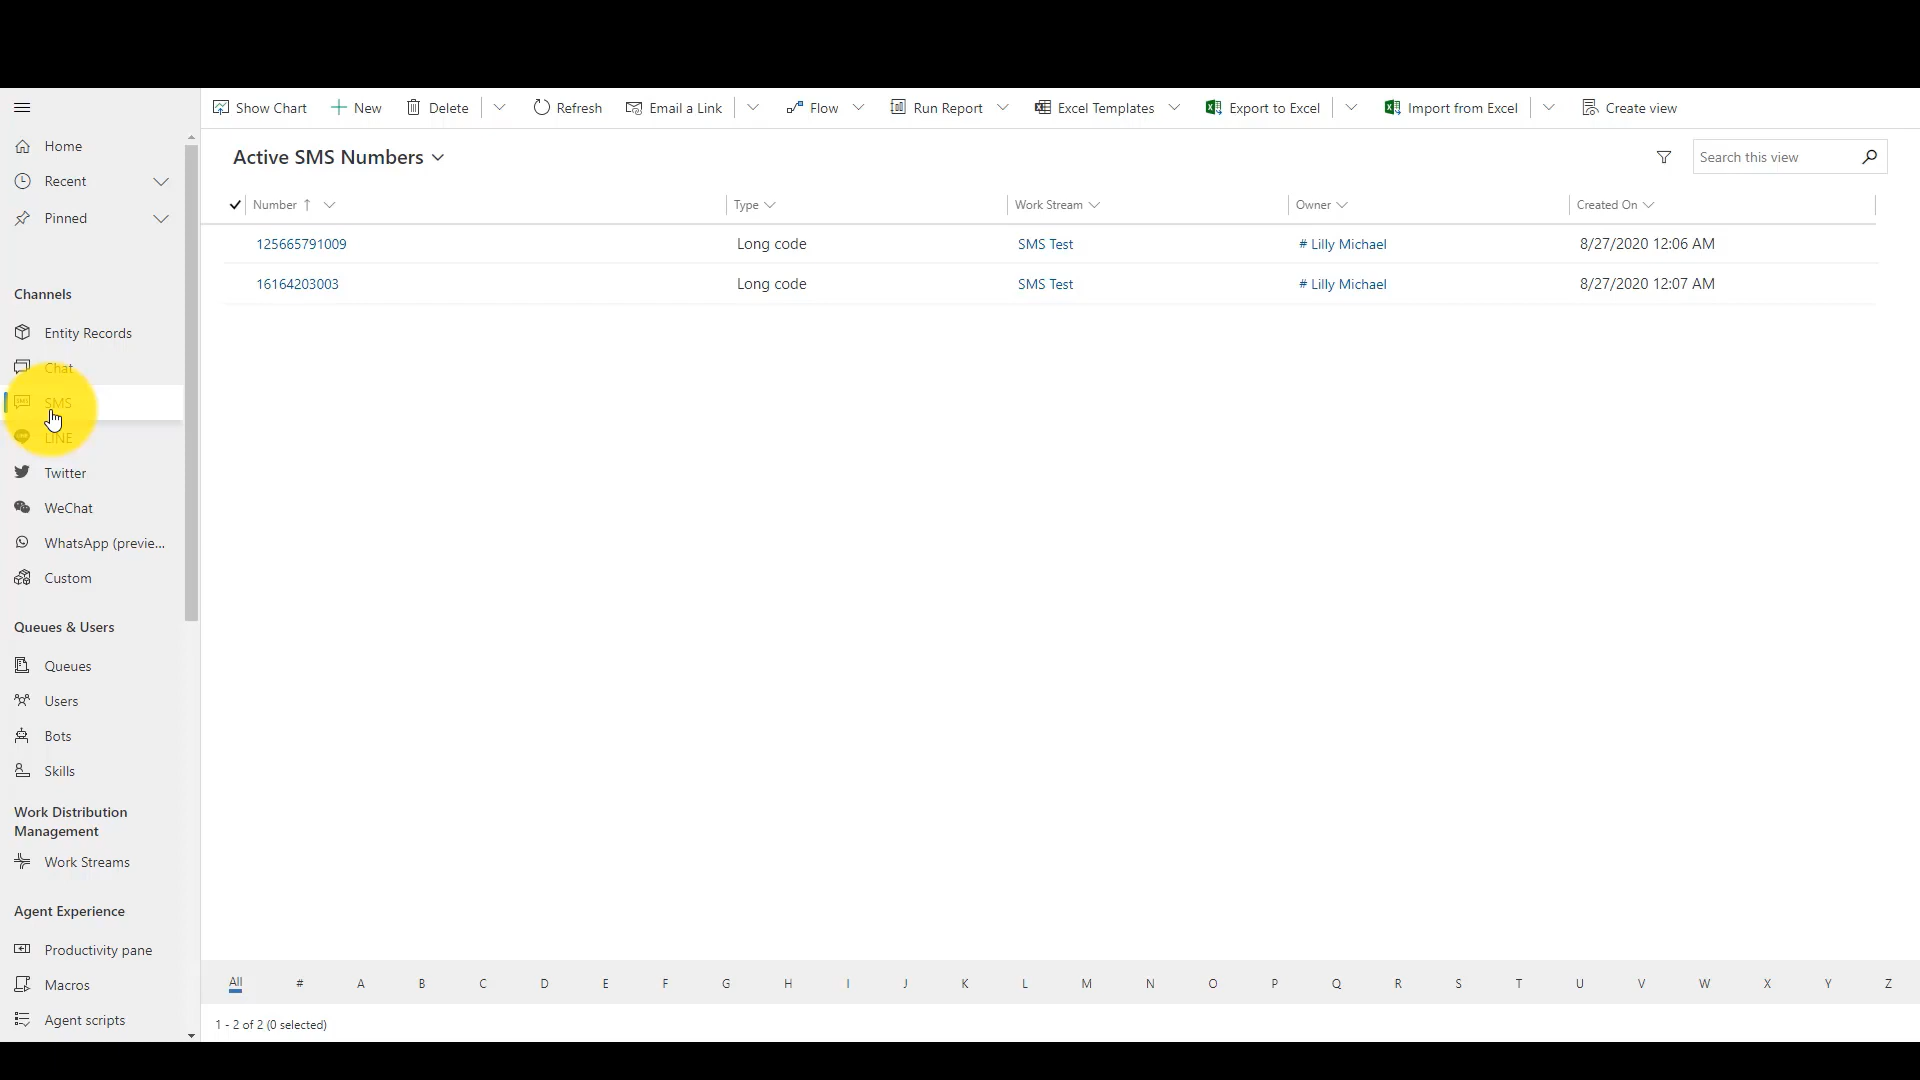 Show Chart New Delete Refresh Email a Link Flow Run Report Excel Templates Export to Excel Import from Excel Create view
Home
Recent
Pinned
Channels
Entity Records
Chat
SMS
LINE
Twitter
WeChat
WhatsApp (previe...
Custom
Queues & Users
Queues
Users
Bots
Skills
Work Distribution
Management
Work Streams
Agent Experience
Productivity pane
Macros
Agent scripts
Active SMS Numbers
Search this view
Number ↑ Type Work Stream Owner Created On
125665791009 Long code SMS Test # Lilly Michael 8/27/2020 12:06 AM
16164203003 Long code SMS Test # Lilly Michael 8/27/2020 12:07 AM
All # A B C D E F G H I J K L M N O P Q R S T U V W X Y Z
1 - 2 of 2 (0 selected)